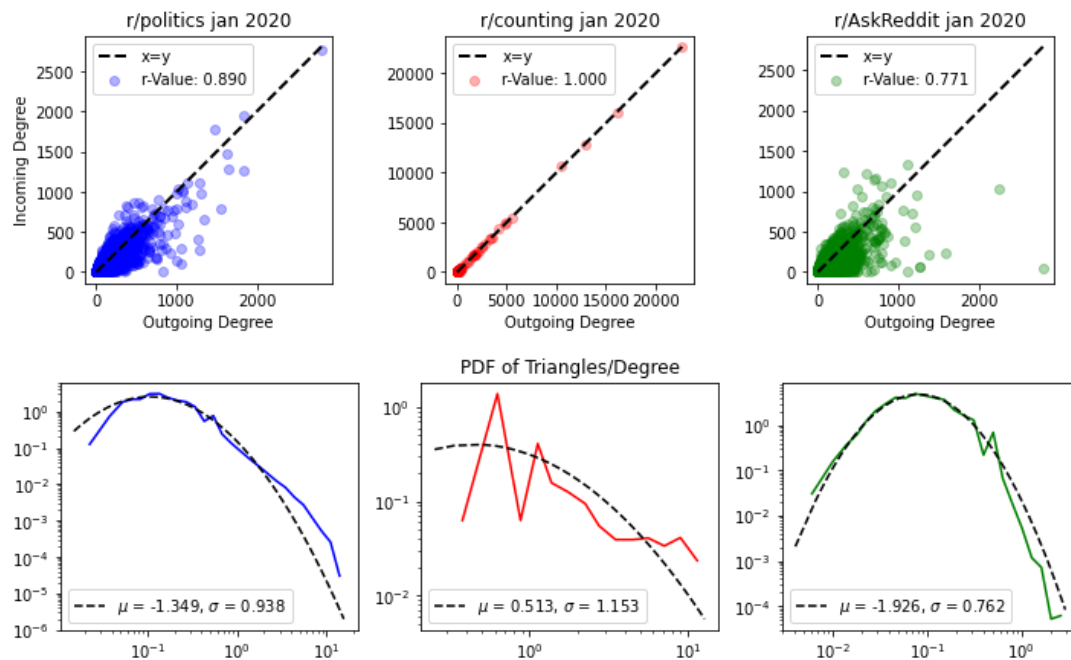 r/politics jan 2020
r/counting jan 2020
r/AskReddit jan 2020
x=y
r-Value: 0.890
x=y
r-Value: 1.000
x=y
r-Value: 0.771
Incoming Degree
2500
2000
1500
1000
500
0
20000
15000
10000
5000
0
2500
2000
1500
1000
500
0
0 1000 2000
0 5000 10000 15000 20000
0 1000 2000
Outgoing Degree
Outgoing Degree
Outgoing Degree
PDF of Triangles/Degree
10⁰
10⁻¹
10⁻²
10⁻³
10⁻⁴
10⁻⁵
10⁻⁶
10⁰
10⁻¹
10⁻²
10⁰
10⁻¹
10⁻²
10⁻³
10⁻⁴
μ = -1.349, σ = 0.938
μ = 0.513, σ = 1.153
μ = -1.926, σ = 0.762
10⁻¹ 10⁰ 10¹
10⁰ 10¹
10⁻² 10⁻¹ 10⁰